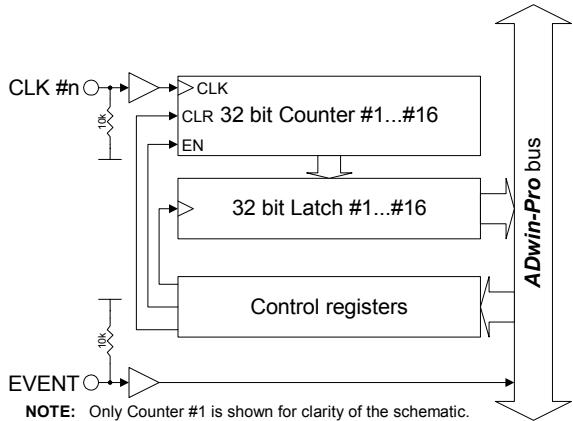 CLK #n
10k
CLK
CLR
32 bit Counter #1...#16
EN
32 bit Latch #1...#16
ADwin-Pro bus
Control registers
10k
EVENT
NOTE: Only Counter #1 is shown for clarity of the schematic.